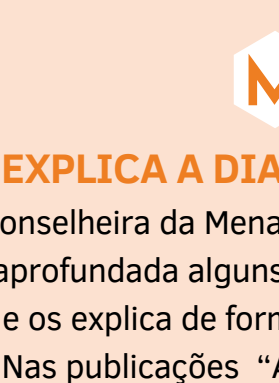 M
EXPLICA A DIA
onselheira da Mena
aprofundada alguns
e os explica de forn
Nas publicações “A